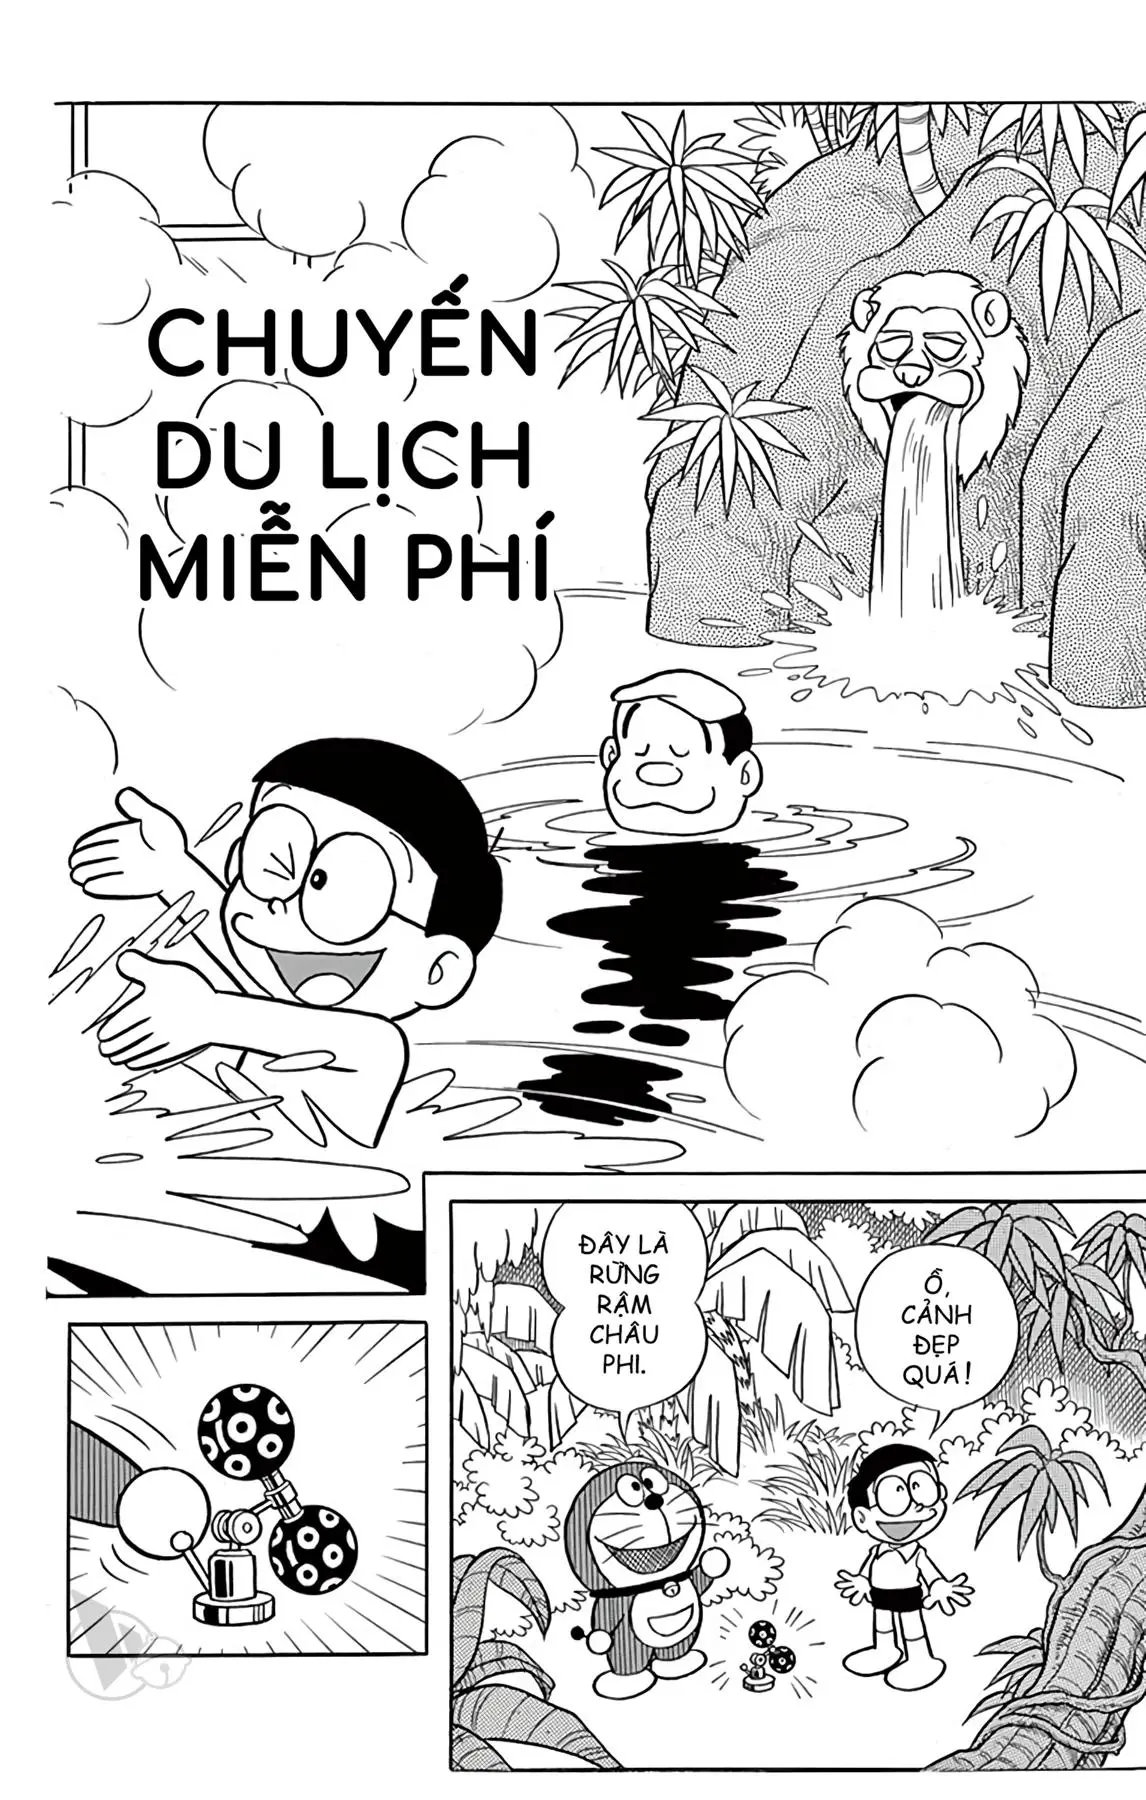 CHUYẾN
DU LỊCH
MIỄN PHÍ
ĐÂY LÀ
RỪNG
RẬM
CHÂU
PHI.
Ồ,
CẢNH
ĐẸP
QUÁ!